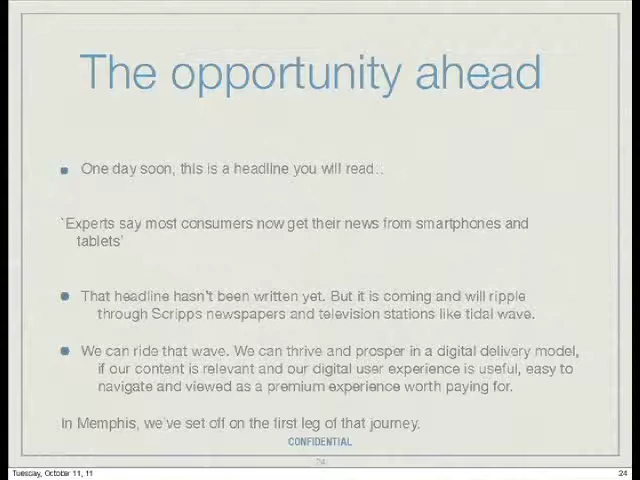 The opportunity ahead
One day soon, this is a headline you will read..
`Experts say most consumers now get their news from smartphones and
tablets'
That headline hasn't been written yet. But it is coming and will ripple
through Scripps newspapers and television stations like tidal wave.
We can ride that wave. We can thrive and prosper in a digital delivery model,
if our content is relevant and our digital user experience is useful, easy to
navigate and viewed as a premium experience worth paying for.
In Memphis, we've set off on the first leg of that journey.
CONFIDENTIAL
24
Tuesday, October 11, 11
24